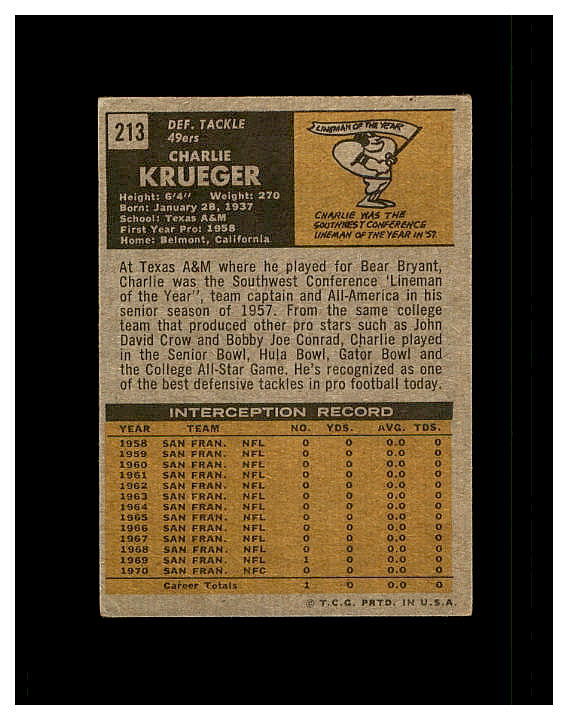 213
DEF. TACKLE
49ers
CHARLIE
KRUEGER
Height: 6'4" Weight: 270
Born: January 28, 1937
School: Texas A&M
First Year Pro: 1958
Home: Belmont, California
LINEMAN OF THE YEAR
CHARLIE WAS THE
SOUTHWEST CONFERENCE
LINEMAN OF THE YEAR IN '57.
At Texas A&M where he played for Bear Bryant,
Charlie was the Southwest Conference 'Lineman
of the Year", team captain and All-America in his
senior season of 1957. From the same college
team that produced other pro stars such as John
David Crow and Bobby Joe Conrad, Charlie played
in the Senior Bowl, Hula Bowl, Gator Bowl and
the College All-Star Game. He's recognized as one
of the best defensive tackles in pro football today.
INTERCEPTION RECORD
YEAR TEAM NO. YDS. AVG. TDS.
1958 SAN FRAN. NFL 0 0 0.0 0
1959 SAN FRAN. NFL 0 0 0.0 0
1960 SAN FRAN. NFL 0 0 0.0 0
1961 SAN FRAN. NFL 0 0 0.0 0
1962 SAN FRAN. NFL 0 0 0.0 0
1963 SAN FRAN. NFL 0 0 0.0 0
1964 SAN FRAN. NFL 0 0 0.0 0
1965 SAN FRAN. NFL 0 0 0.0 0
1966 SAN FRAN. NFL 0 0 0.0 0
1967 SAN FRAN. NFL 0 0 0.0 0
1968 SAN FRAN. NFL 0 0 0.0 0
1969 SAN FRAN. NFL 1 0 0.0 0
1970 SAN FRAN. NFC 0 0 0.0 0
Career Totals 1 0 0.0 0
© T.C.G. PRTD. IN U.S.A.